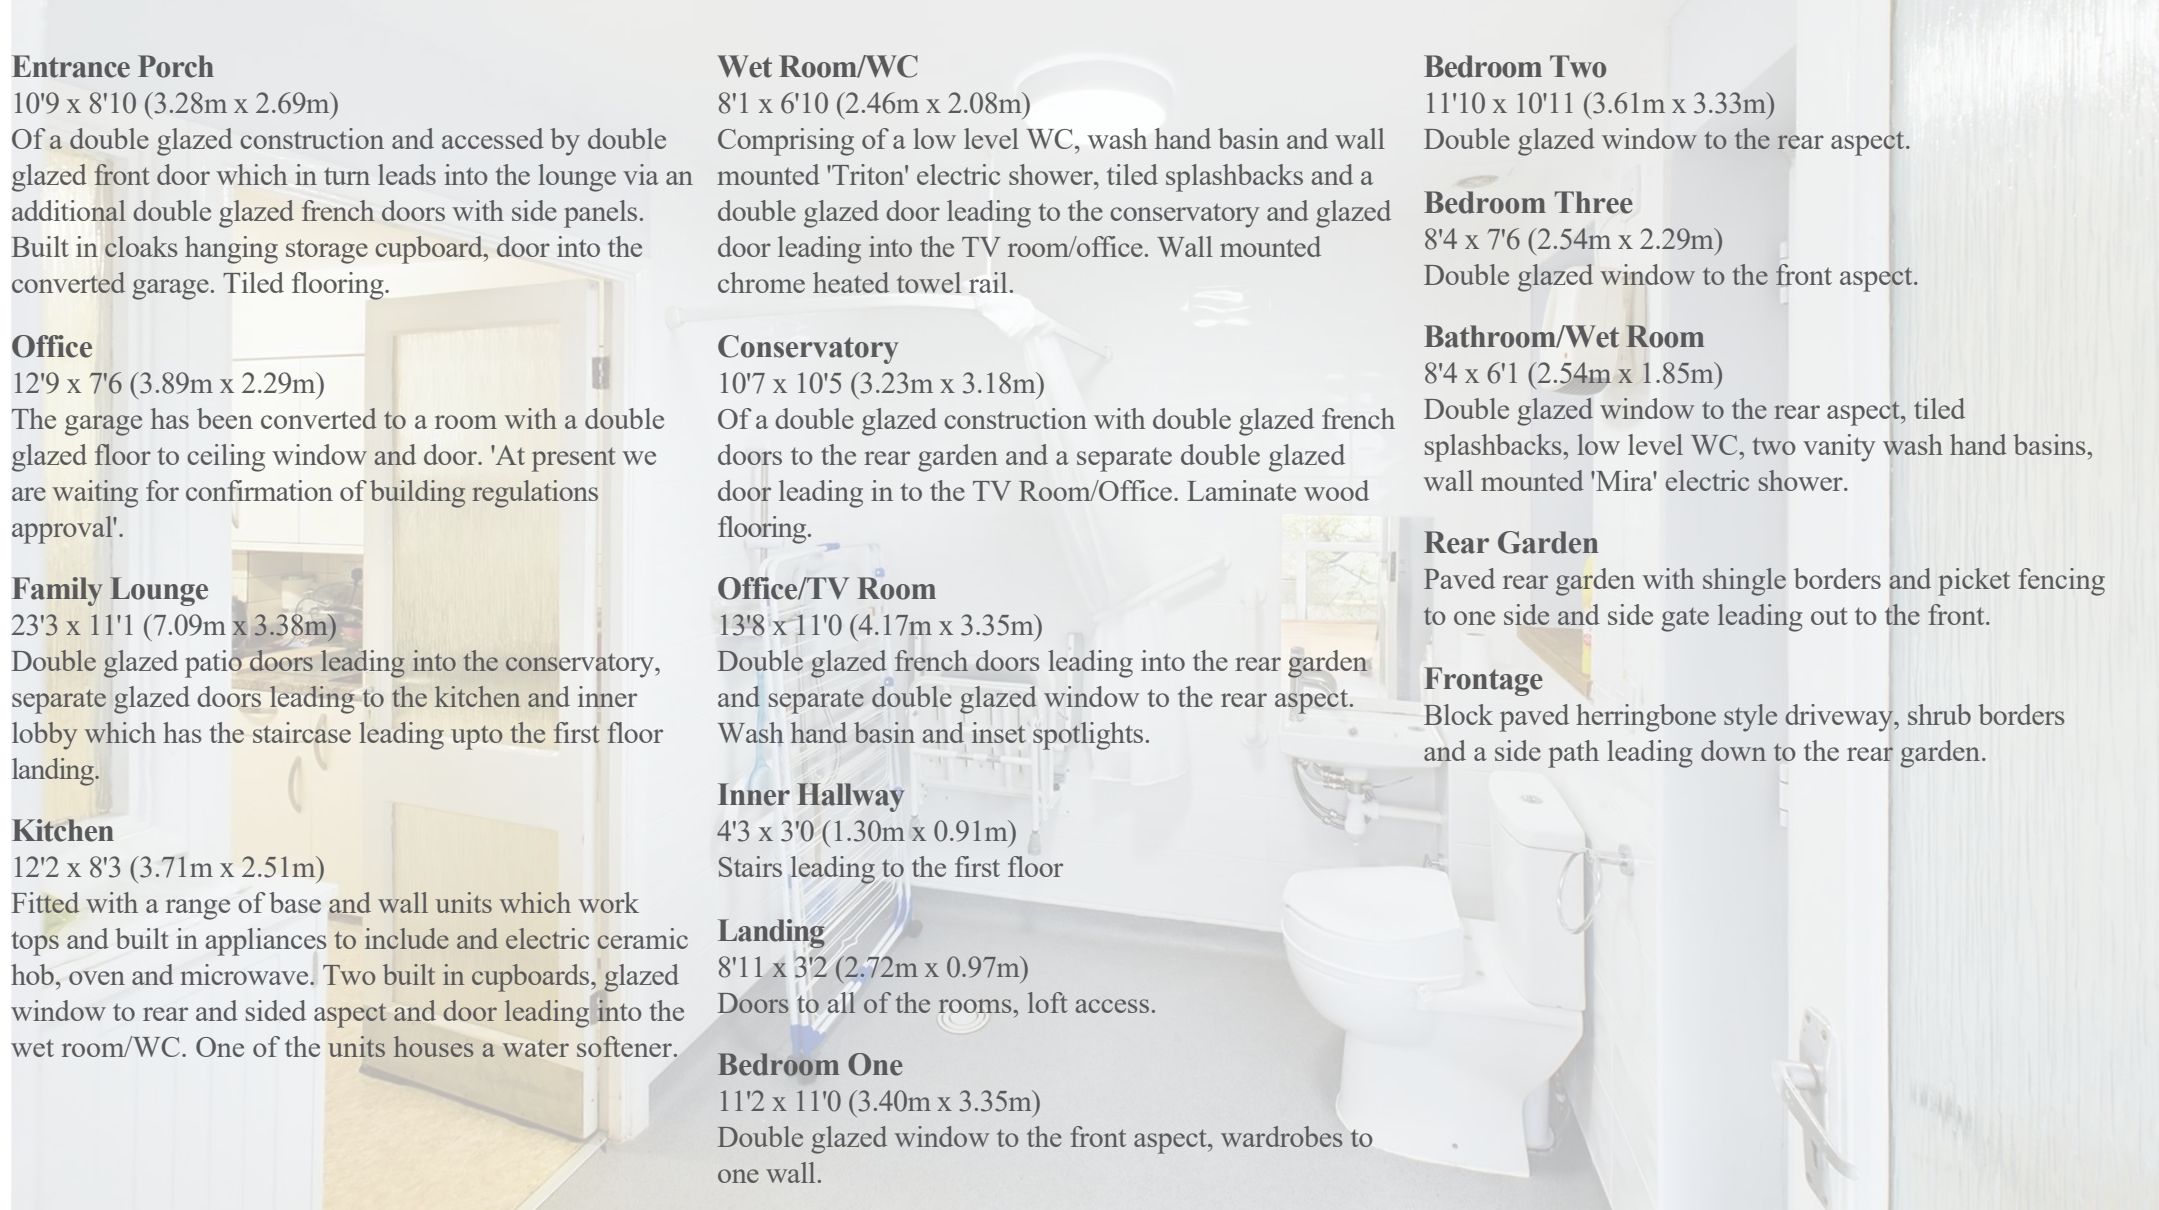 Entrance Porch
10'9 x 8'10 (3.28m x 2.69m)
Of a double glazed construction and accessed by double
glazed front door which in turn leads into the lounge via an
additional double glazed french doors with side panels.
Built in cloaks hanging storage cupboard, door into the
converted garage. Tiled flooring.
Office
12'9 x 7'6 (3.89m x 2.29m)
The garage has been converted to a room with a double
glazed floor to ceiling window and door. 'At present we
are waiting for confirmation of building regulations
approval'.
Family Lounge
23'3 x 11'1 (7.09m x 3.38m)
Double glazed patio doors leading into the conservatory,
separate glazed doors leading to the kitchen and inner
lobby which has the staircase leading upto the first floor
landing.
Kitchen
12'2 x 8'3 (3.71m x 2.51m)
Fitted with a range of base and wall units which work
tops and built in appliances to include and electric ceramic
hob, oven and microwave. Two built in cupboards, glazed
window to rear and sided aspect and door leading into the
wet room/WC. One of the units houses a water softener.
Wet Room/WC
8'1 x 6'10 (2.46m x 2.08m)
Comprising of a low level WC, wash hand basin and wall
mounted 'Triton' electric shower, tiled splashbacks and a
double glazed door leading to the conservatory and glazed
door leading into the TV room/office. Wall mounted
chrome heated towel rail.
Conservatory
10'7 x 10'5 (3.23m x 3.18m)
Of a double glazed construction with double glazed french
doors to the rear garden and a separate double glazed
door leading in to the TV Room/Office. Laminate wood
flooring.
Office/TV Room
13'8 x 11'0 (4.17m x 3.35m)
Double glazed french doors leading into the rear garden
and separate double glazed window to the rear aspect.
Wash hand basin and inset spotlights.
Inner Hallway
4'3 x 3'0 (1.30m x 0.91m)
Stairs leading to the first floor
Landing
8'11 x 3'2 (2.72m x 0.97m)
Doors to all of the rooms, loft access.
Bedroom One
11'2 x 11'0 (3.40m x 3.35m)
Double glazed window to the front aspect, wardrobes to
one wall.
Bedroom Two
11'10 x 10'11 (3.61m x 3.33m)
Double glazed window to the rear aspect.
Bedroom Three
8'4 x 7'6 (2.54m x 2.29m)
Double glazed window to the front aspect.
Bathroom/Wet Room
8'4 x 6'1 (2.54m x 1.85m)
Double glazed window to the rear aspect, tiled
splashbacks, low level WC, two vanity wash hand basins,
wall mounted 'Mira' electric shower.
Rear Garden
Paved rear garden with shingle borders and picket fencing
to one side and side gate leading out to the front.
Frontage
Block paved herringbone style driveway, shrub borders
and a side path leading down to the rear garden.